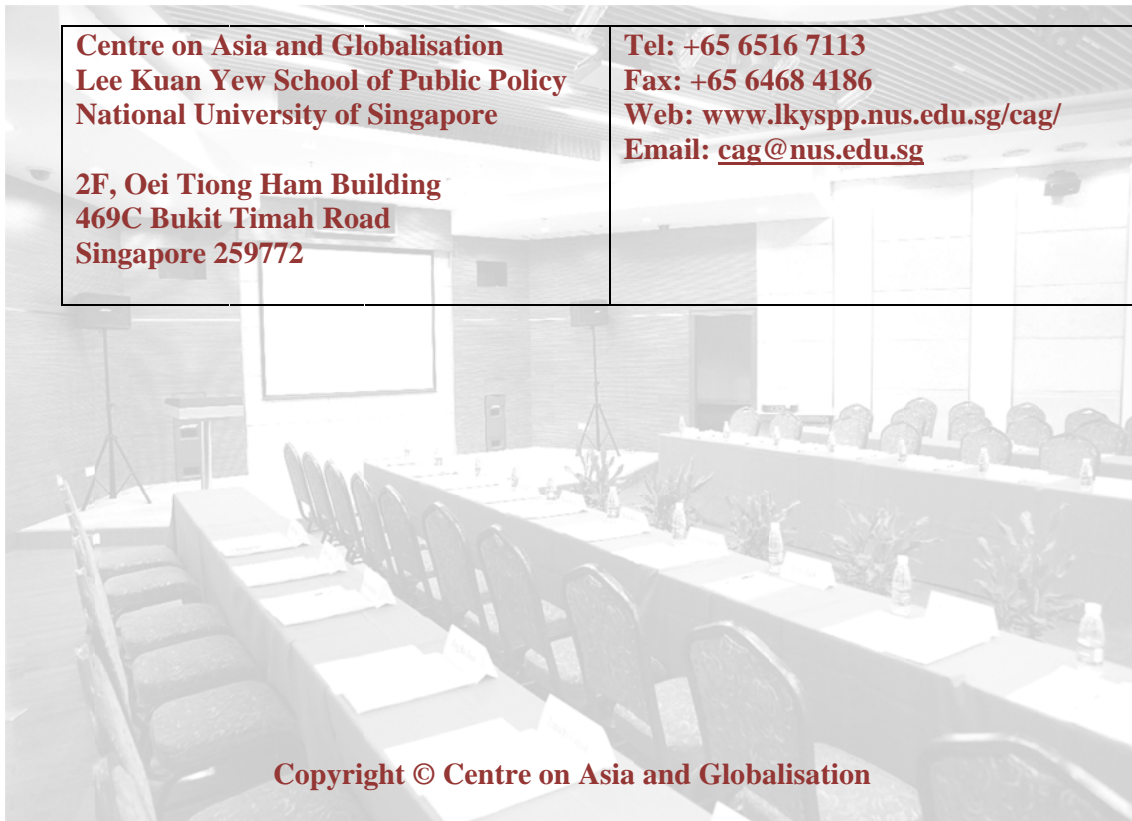 Centre on Asia and Globalisation
Lee Kuan Yew School of Public Policy
National University of Singapore
2F, Oei Tiong Ham Building
469C Bukit Timah Road
Singapore 259772
Tel: +65 6516 7113
Fax: +65 6468 4186
Web: www.lkyspp.nus.edu.sg/cag/
Email: cag@nus.edu.sg
Copyright © Centre on Asia and Globalisation